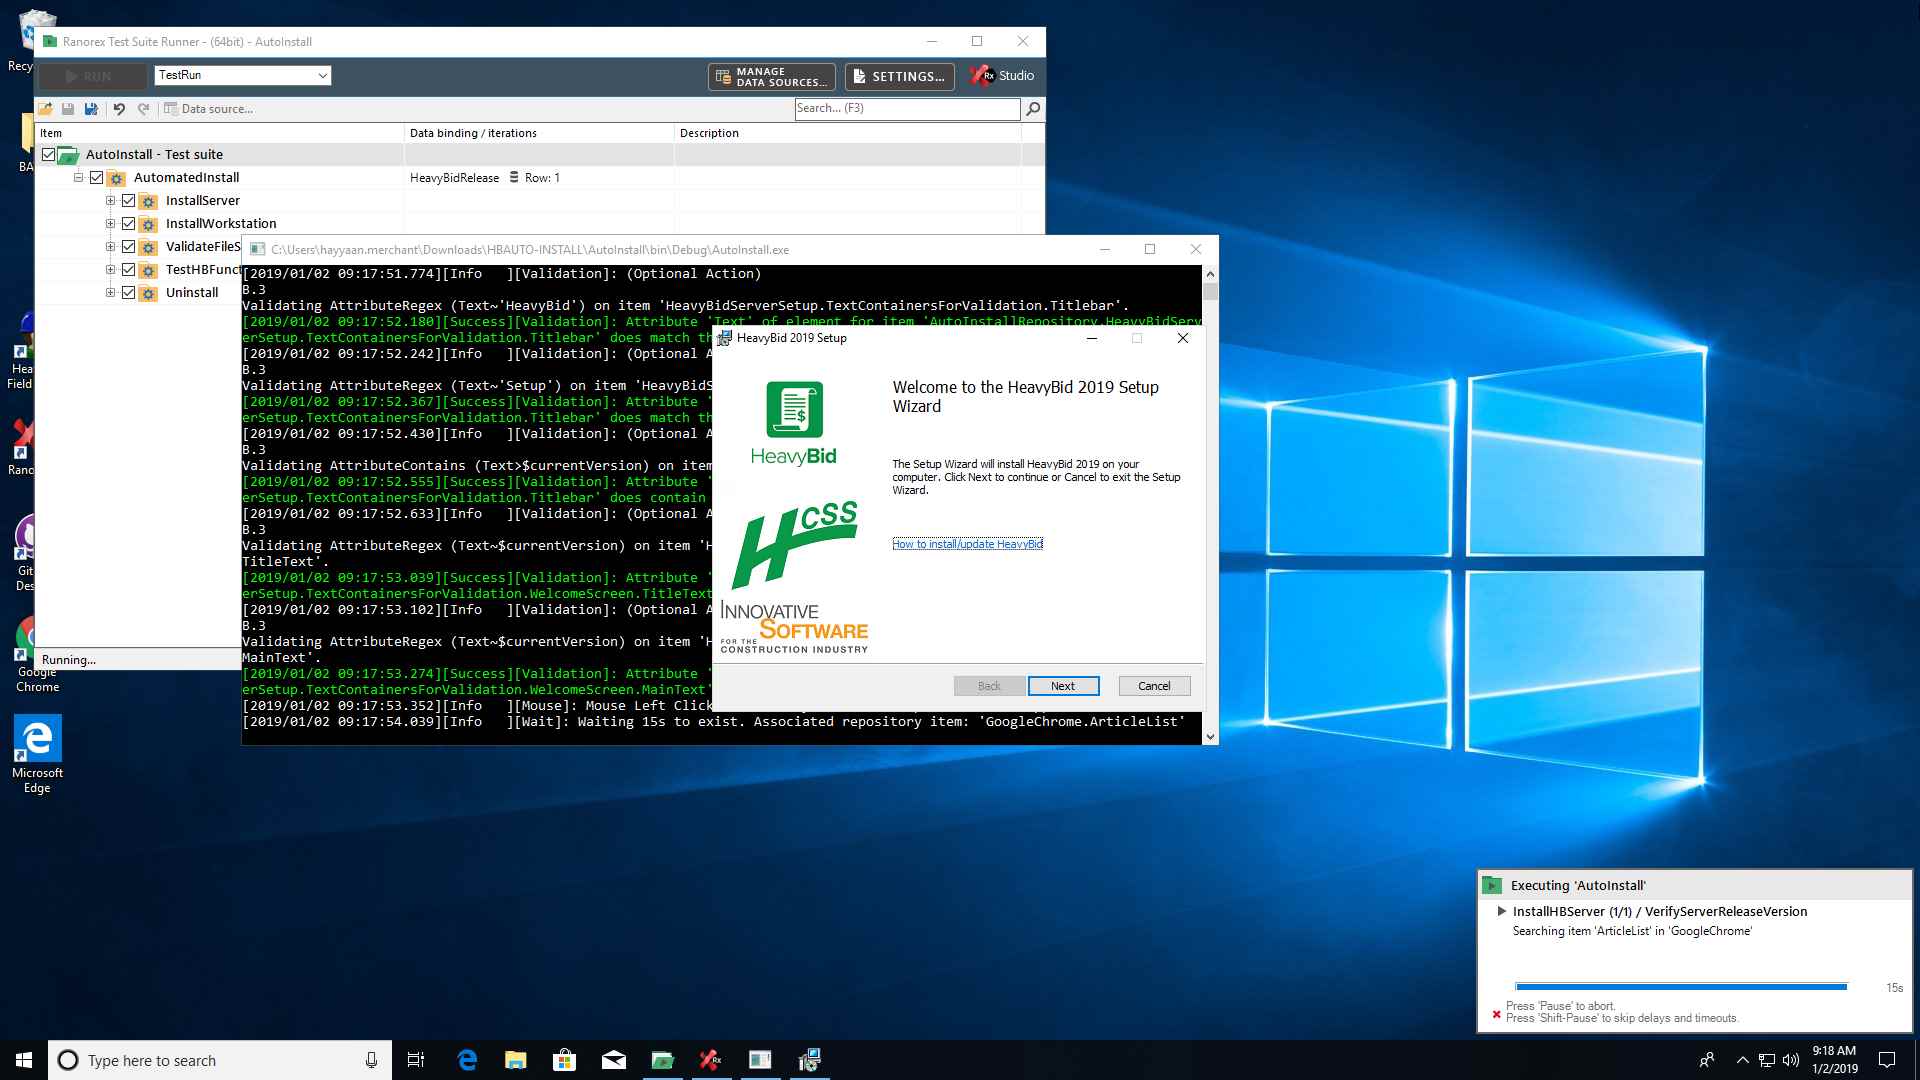 Recy
BA
Hea
Field
Rano
Git
Des
Google
Chrome
Microsoft
Edge
Ranorex Test Suite Runner - (64bit) - AutoInstall
RUN
TestRun
MANAGE
DATA SOURCES...
SETTINGS...
Rx Studio
Data source...
Search... (F3)
Item
Data binding / iterations
Description
AutoInstall - Test suite
AutomatedInstall
HeavyBidRelease Row: 1
InstallServer
InstallWorkstation
ValidateFileS
TestHBFunct
Uninstall
Running...
C:\Users\hayyaan.merchant\Downloads\HBAUTO-INSTALL\AutoInstall\bin\Debug\AutoInstall.exe
[2019/01/02 09:17:51.774][Info   ][Validation]: (Optional Action)
B.3
Validating AttributeRegex (Text~'HeavyBid') on item 'HeavyBidServerSetup.TextContainersForValidation.Titlebar'.
[2019/01/02 09:17:52.180][Success][Validation]: Attribute 'Text' of element for item 'AutoInstallRepository.HeavyBidServ
erSetup.TextContainersForValidation.Titlebar' does match th
[2019/01/02 09:17:52.242][Info   ][Validation]: (Optional A
B.3
Validating AttributeRegex (Text~'Setup') on item 'HeavyBidS
[2019/01/02 09:17:52.367][Success][Validation]: Attribute '
erSetup.TextContainersForValidation.Titlebar' does match th
[2019/01/02 09:17:52.430][Info   ][Validation]: (Optional A
B.3
Validating AttributeContains (Text>$currentVersion) on item
[2019/01/02 09:17:52.555][Success][Validation]: Attribute '
erSetup.TextContainersForValidation.Titlebar' does contain
[2019/01/02 09:17:52.633][Info   ][Validation]: (Optional A
B.3
Validating AttributeRegex (Text~$currentVersion) on item 'H
TitleText'.
[2019/01/02 09:17:53.039][Success][Validation]: Attribute '
erSetup.TextContainersForValidation.WelcomeScreen.TitleText
[2019/01/02 09:17:53.102][Info   ][Validation]: (Optional A
B.3
Validating AttributeRegex (Text~$currentVersion) on item 'H
MainText'.
[2019/01/02 09:17:53.274][Success][Validation]: Attribute '
erSetup.TextContainersForValidation.WelcomeScreen.MainText'
[2019/01/02 09:17:53.352][Info   ][Mouse]: Mouse Left Click
[2019/01/02 09:17:54.039][Info   ][Wait]: Waiting 15s to exist. Associated repository item: 'GoogleChrome.ArticleList'
HeavyBid 2019 Setup
HeavyBid
HCSS
INNOVATIVE
SOFTWARE
FOR THE
CONSTRUCTION INDUSTRY
Welcome to the HeavyBid 2019 Setup
Wizard
The Setup Wizard will install HeavyBid 2019 on your
computer. Click Next to continue or Cancel to exit the Setup
Wizard.
How to install/update HeavyBid
Back
Next
Cancel
Executing 'AutoInstall'
InstallHBServer (1/1) / VerifyServerReleaseVersion
Searching item 'ArticleList' in 'GoogleChrome'
15s
Press 'Pause' to abort.
Press 'Shift-Pause' to skip delays and timeouts.
Type here to search
9:18 AM
1/2/2019